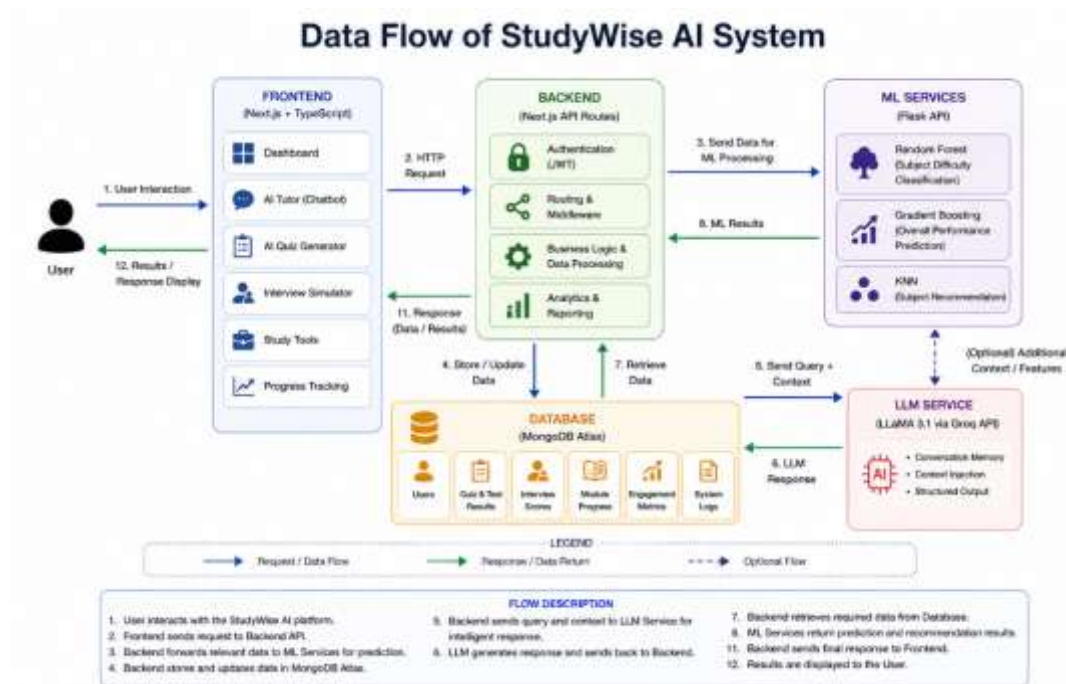 Data Flow of StudyWise AI System
FRONTEND
(Next.js + TypeScript)
Dashboard
AI Tutor (Chatbot)
AI Quiz Generator
Interview Simulator
Study Tools
Progress Tracking
BACKEND
(Next.js API Routes)
Authentication
(JWT)
Routing &
Middleware
Business Logic &
Data Processing
Analytics &
Reporting
ML SERVICES
(Flask API)
Random Forest
(Subject Difficulty
Classification)
Gradient Boosting
(Overall Performance
Prediction)
KNN
(Subject Recommendation)
1. User Interaction
User
12. Results /
Response Display
2. HTTP
Request
11. Response
(Data / Results)
3. Send Data for
ML Processing
8. ML Results
4. Store / Update
Data
7. Retrieve
Data
5. Send Query +
Context
6. LLM
Response
(Optional) Additional
Context / Features
DATABASE
(MongoDB Atlas)
Users
Quiz & Test
Results
Interview
Scores
Module
Progress
Engagement
Metrics
System
Logs
LLM SERVICE
(LLaMA 3.1 via Groq API)
AI
• Conversation Memory
• Context Injection
• Structured Output
LEGEND
Request / Data Flow
Response / Data Return
Optional Flow
FLOW DESCRIPTION
1. User interacts with the StudyWise AI platform.
2. Frontend sends request to Backend API.
3. Backend forwards relevant data to ML Services for prediction.
4. Backend stores and updates data in MongoDB Atlas.
5. Backend sends query and context to LLM Service for
intelligent response.
6. LLM generates response and sends back to Backend.
7. Backend retrieves required data from Database.
8. ML Services return prediction and recommendation results.
11. Backend sends final response to Frontend.
12. Results are displayed to the User.